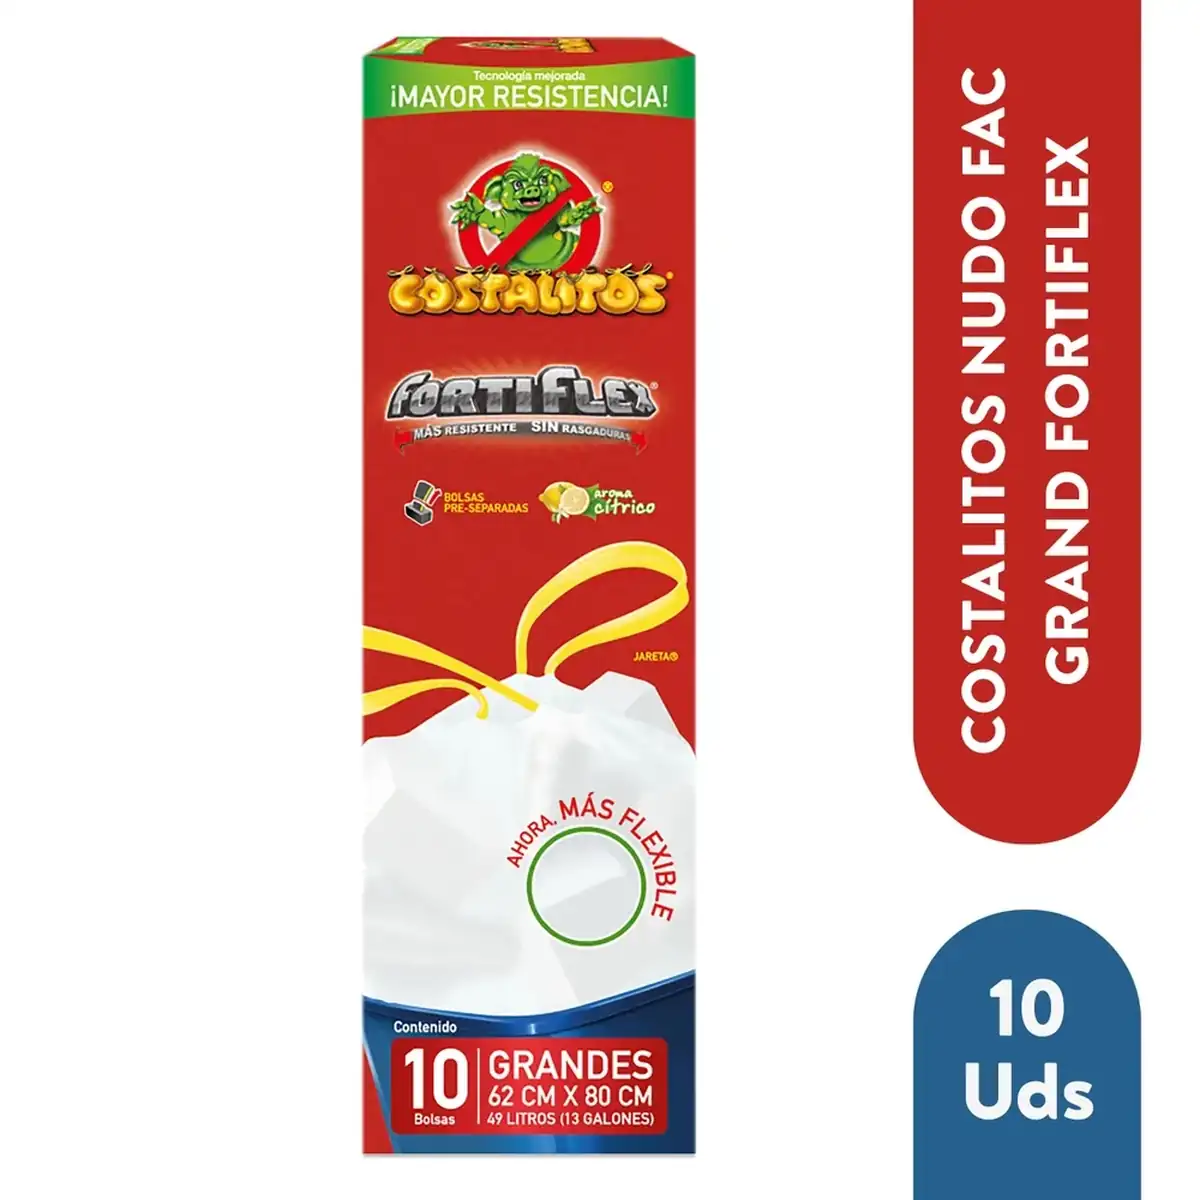 Tecnología mejorada
¡MAYOR RESISTENCIA!
COSTALITOS®
FORTIFLEX®
MÁS RESISTENTE SIN RASGADURAS
BOLSAS
PRE-SEPARADAS
aroma
cítrico
JARETA®
AHORA, MÁS FLEXIBLE
Contenido
10
Bolsas
GRANDES
62 CM X 80 CM
49 LITROS (13 GALONES)
COSTALITOS NUDO FAC
GRAND FORTIFLEX
10
Uds